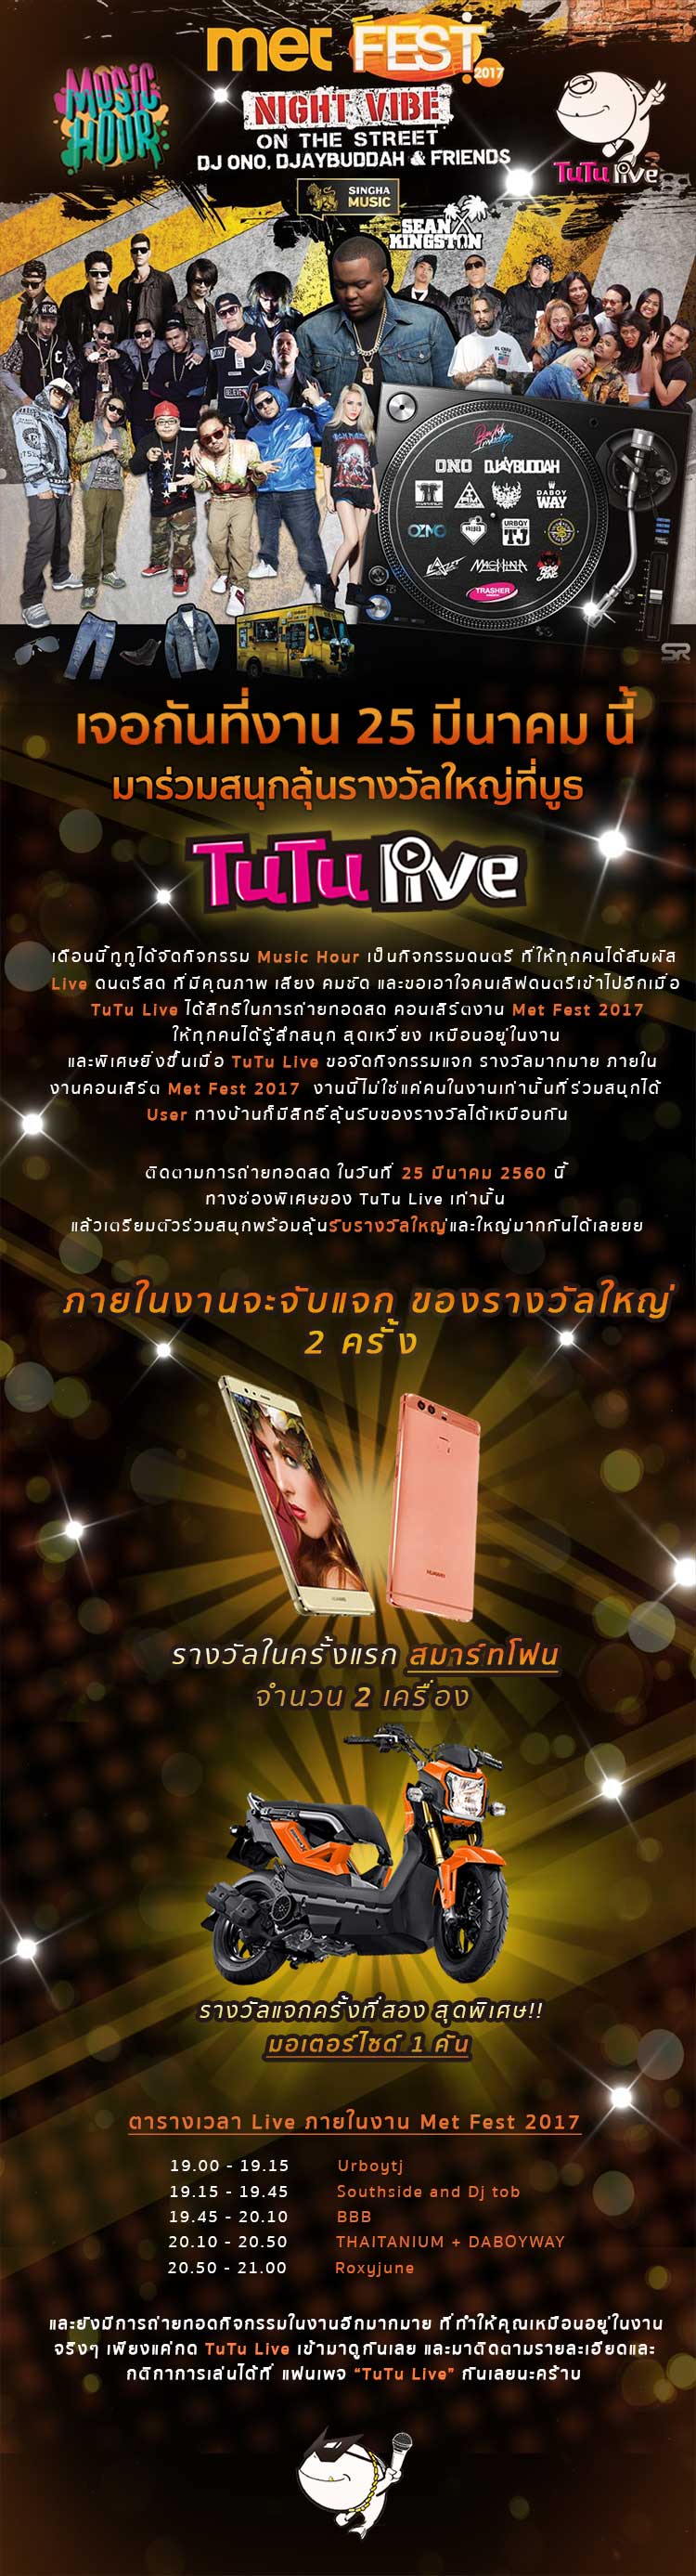 met FEST 2017
MUSIC HOUR
NIGHT VIBE
ON THE STREET
DJ ONO, DJAYBUDDAH & FRIENDS
TuTu live
SINGHA MUSIC
SEAN KINGSTON
ONO DJAYBUDDAH
DABOY WAY
OZMO
URBOY TJ
MACHINA
TRASHER
SR
เจอกันที่งาน 25 มีนาคม นี้
มาร่วมสนุกลุ้นรางวัลใหญ่ที่บูธ
TuTu live
เดือนนี้ทูทูได้จัดกิจกรรม Music Hour เป็นกิจกรรมดนตรี ที่ให้ทุกคนได้สัมผัส
Live ดนตรีสด ที่มีคุณภาพ เสียง คมชัด และขอเอาใจคนเลิฟดนตรีเข้าไปอีกเมื่อ
TuTu Live ได้สิทธิในการถ่ายทอดสด คอนเสิร์ตงาน Met Fest 2017
ให้ทุกคนได้รู้สึกสนุก สุดเหวี่ยง เหมือนอยู่ในงาน
และพิเศษยิ่งขึ้นเมื่อ TuTu Live ขอจัดกิจกรรมแจก รางวัลมากมาย ภายใน
งานคอนเสิร์ต Met Fest 2017 งานนี้ไม่ใช่แค่คนในงานเท่านั้นที่ร่วมสนุกได้
User ทางบ้านก็มีสิทธิ์ลุ้นรับของรางวัลได้เหมือนกัน
ติดตามการถ่ายทอดสด ในวันที่ 25 มีนาคม 2560 นี้
ทางช่องพิเศษของ TuTu Live เท่านั้น
แล้วเตรียมตัวร่วมสนุกพร้อมลุ้นรับรางวัลใหญ่และใหญ่มากกันได้เลยยย
ภายในงานจะจับแจก ของรางวัลใหญ่
2 ครั้ง
HUAWEI
รางวัลในครั้งแรก สมาร์ทโฟน
จำนวน 2 เครื่อง
รางวัลแจกครั้งที่สอง สุดพิเศษ!!
มอเตอร์ไซด์ 1 คัน
ตารางเวลา Live ภายในงาน Met Fest 2017
19.00 - 19.15 Urboytj
19.15 - 19.45 Southside and Dj tob
19.45 - 20.10 BBB
20.10 - 20.50 THAITANIUM + DABOYWAY
20.50 - 21.00 Roxyjune
และยังมีการถ่ายทอดกิจกรรมในงานอีกมากมาย ที่ทำให้คุณเหมือนอยู่ในงาน
จริงๆ เพียงแค่กด TuTu Live เข้ามาดูกันเลย และมาติดตามรายละเอียดและ
กติกาการเล่นได้ที่ แฟนเพจ “TuTu Live” กันเลยนะคร้าบ